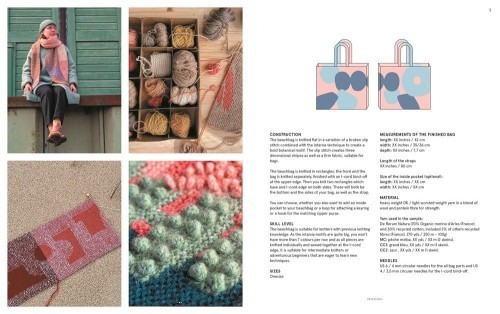 3
CONSTRUCTION
The beachbag is knitted flat in a variation of a broken slip
stitch combined with the intarsia technique to create a
bold botanical motif. The slip stitch creates three
dimensional stripes as well as a firm fabric, suitable for
bags.
The beachbag is knitted in rectangles; the front and the
bag is knitted separately, finished with an I-cord bind-off
at the upper edge. Then you knit two rectangles which
have and I-cord edge on both sides. These will both be
the bottom and the sides of your bag, as well as the strap.
You can choose, whether you also want to add an inside
pocket to your beachbag or a loop for attaching a keyring
or a hook for the matching upper purse.
SKILL LEVEL
The beachbag is suitable for knitters with previous knitting
knowledge. As the intarsia motifs are quite big, you won't
have more than 7 colours per row and as all pieces are
knitted individually and sewed together at the I-cord
edge, it is suitable for intermediate knitters or
adventurous beginners that are eager to learn new
techniques.
SIZES
Onesize
MEASUREMENTS OF THE FINISHED BAG
length: XX inches / 42 cm
width: XX inches / 35/36 cm
depth: XX inches / 7,7 cm
Length of the straps
XX inches / 60 cm
Size of the inside pocket (optional):
length: XX inches / XX cm
width: XX inches / XX cm
MATERIAL
heavy weight DK / light worsted weight yarn in a blend of
wool and protein fibre for strength.
Yarn used in the sample:
De Rerum Natura (70% Organic merino d'Arles (France)
and 30% recycled cotton, included 5% of others recycled
fibres (France); 270 yds / 250 m – 100g)
MC: pêche melba, XX yds / XX m (X skeins).
CC1: grand bleu, XX yds / XX m (X skein).
CC2: azur, XX yds / XX m (X skein).
NEEDLES
US 6 / 4 mm circular needles for all the bag parts and US
4 / 3,5 mm circular needles for the I-cord bind-off.